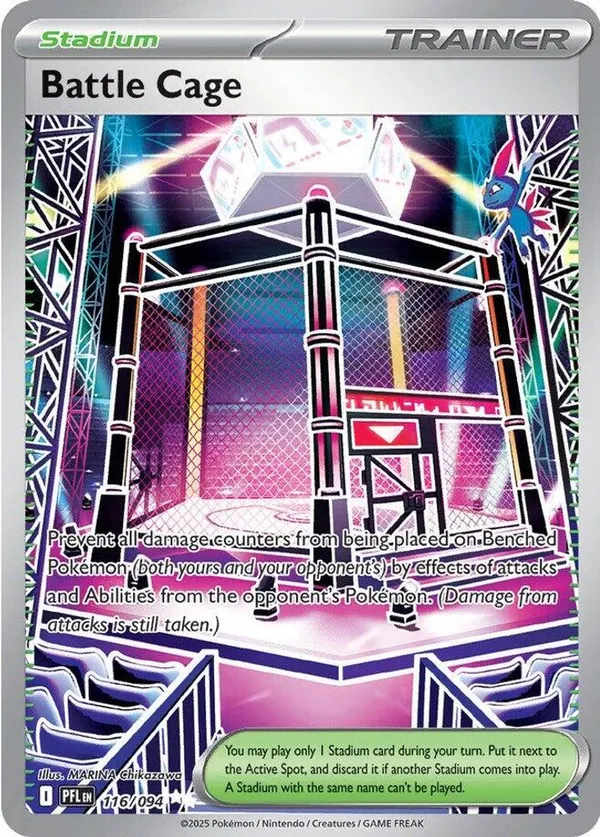 Stadium
TRAINER
Battle Cage
Prevent all damage counters from being placed on Benched
Pokémon (both yours and your opponent's) by effects of attacks
and Abilities from the opponent's Pokémon. (Damage from
attacks is still taken.)
You may play only 1 Stadium card during your turn. Put it next to
the Active Spot, and discard it if another Stadium comes into play.
A Stadium with the same name can't be played.
Illus. MARINA Chikazawa
I PFL EN 116/094 ★★
©2025 Pokémon / Nintendo / Creatures / GAME FREAK